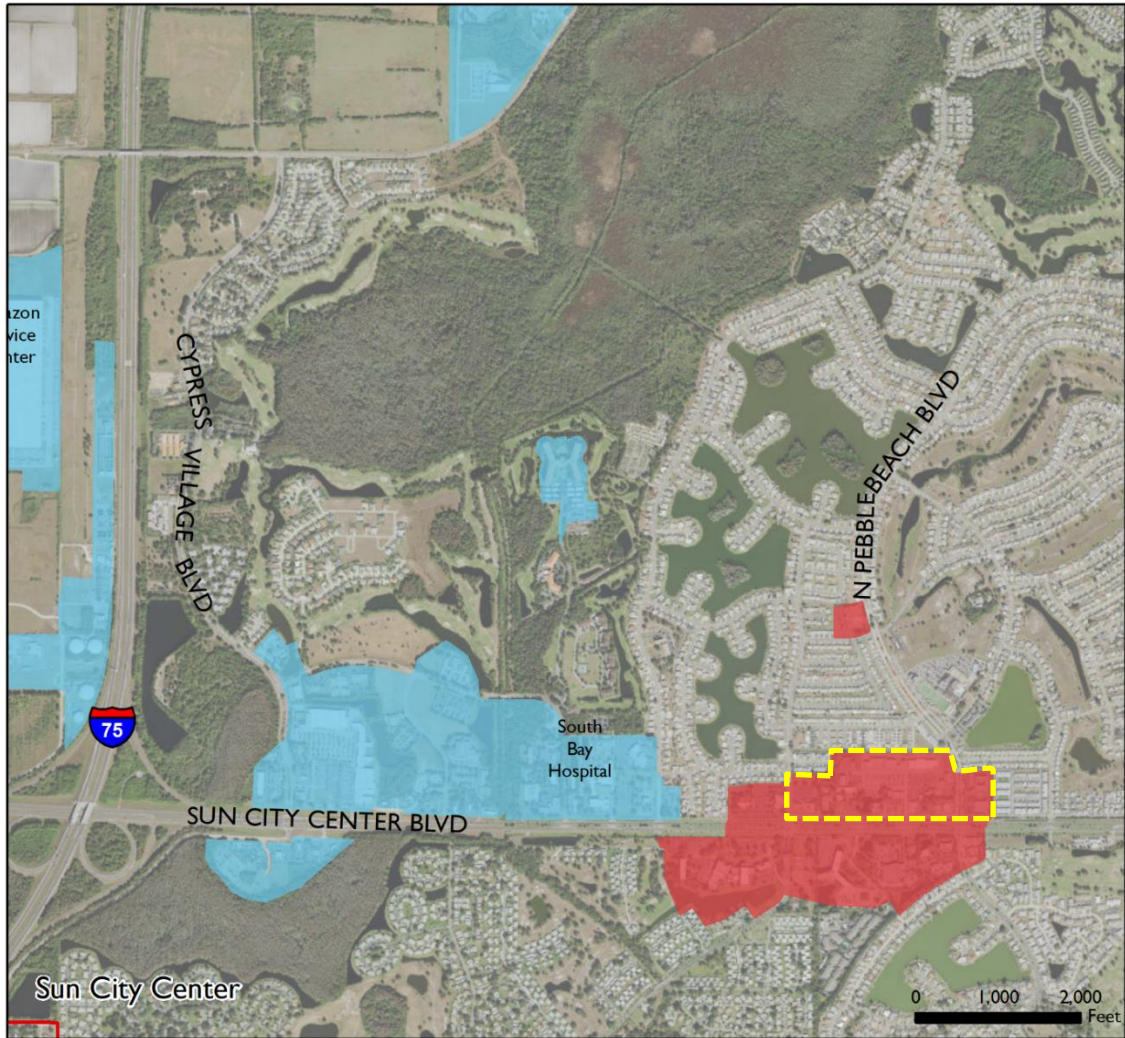 azon
vice
nter
CYPRESS VILLAGE BLVD
N PEBBLE BEACH BLVD
75
South
Bay
Hospital
SUN CITY CENTER BLVD
Sun City Center
0 1,000 2,000
Feet